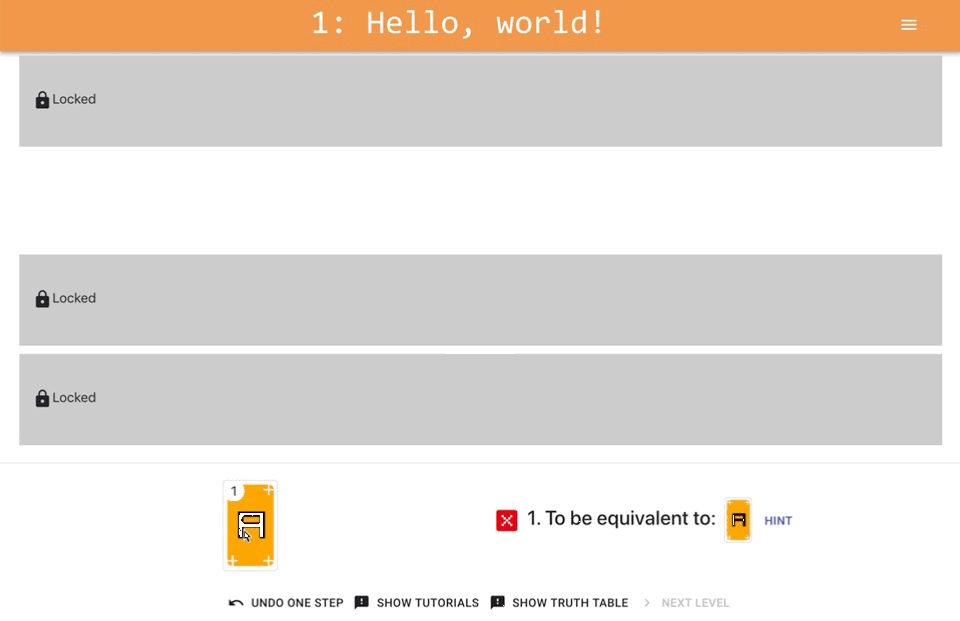 1: Hello, world!
Locked
Locked
Locked
1
A
1. To be equivalent to: A HINT
UNDO ONE STEP SHOW TUTORIALS SHOW TRUTH TABLE NEXT LEVEL